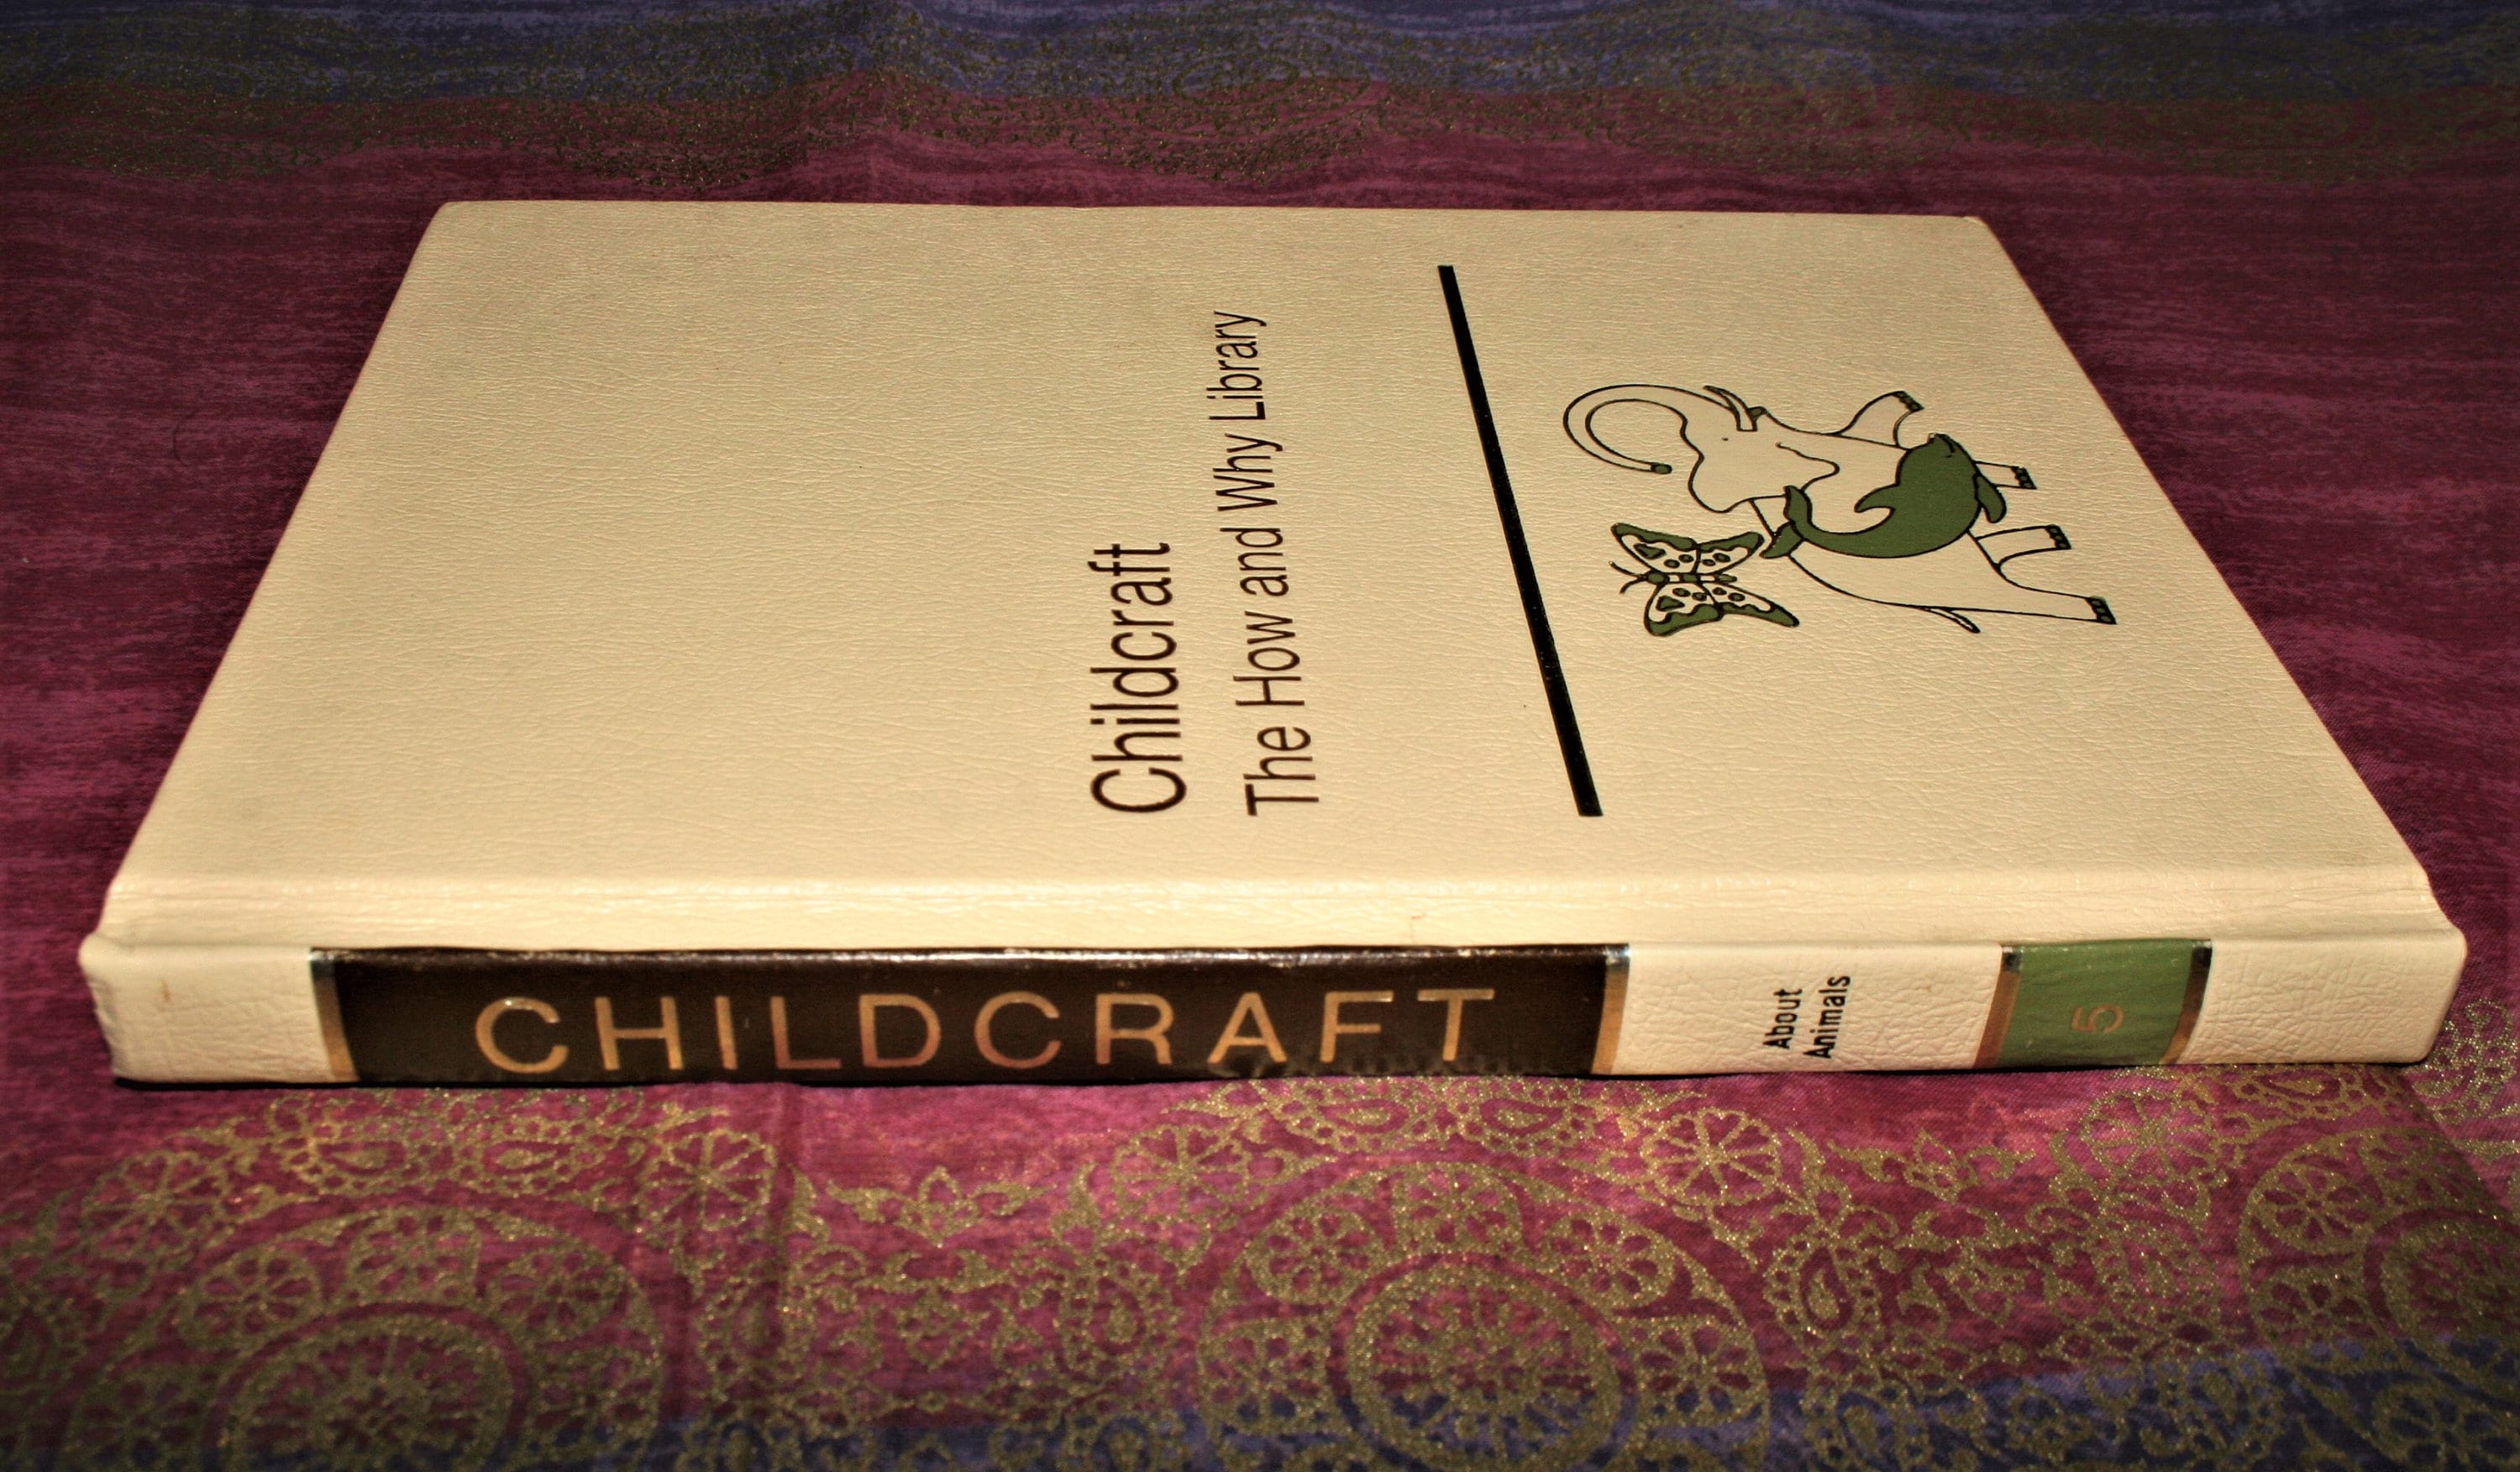 Childcraft
The How and Why Library
CHILDCRAFT
About
Animals
5